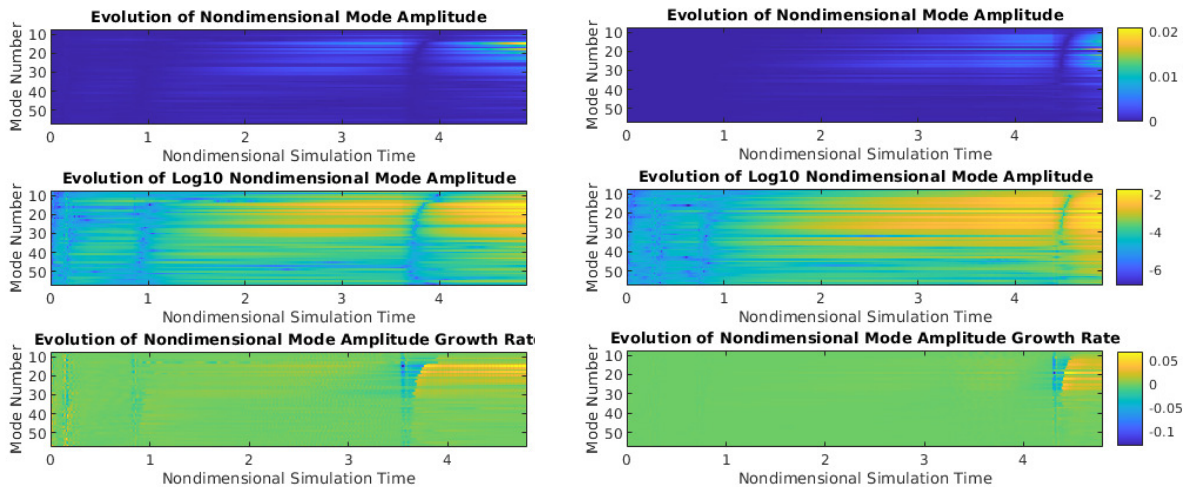 Evolution of Nondimensional Mode Amplitude
Mode Number
10
20
30
40
50
0 1 2 3 4
Nondimensional Simulation Time
Evolution of Log10 Nondimensional Mode Amplitude
Mode Number
10
20
30
40
50
0 1 2 3 4
Nondimensional Simulation Time
Evolution of Nondimensional Mode Amplitude Growth Rate
Mode Number
10
20
30
40
50
0 1 2 3 4
Nondimensional Simulation Time
Evolution of Nondimensional Mode Amplitude
Mode Number
10
20
30
40
50
0 1 2 3 4
Nondimensional Simulation Time
0.02
0.01
0
Evolution of Log10 Nondimensional Mode Amplitude
Mode Number
10
20
30
40
50
0 1 2 3 4
Nondimensional Simulation Time
-2
-4
-6
Evolution of Nondimensional Mode Amplitude Growth Rate
Mode Number
10
20
30
40
50
0 1 2 3 4
Nondimensional Simulation Time
0.05
0
-0.05
-0.1